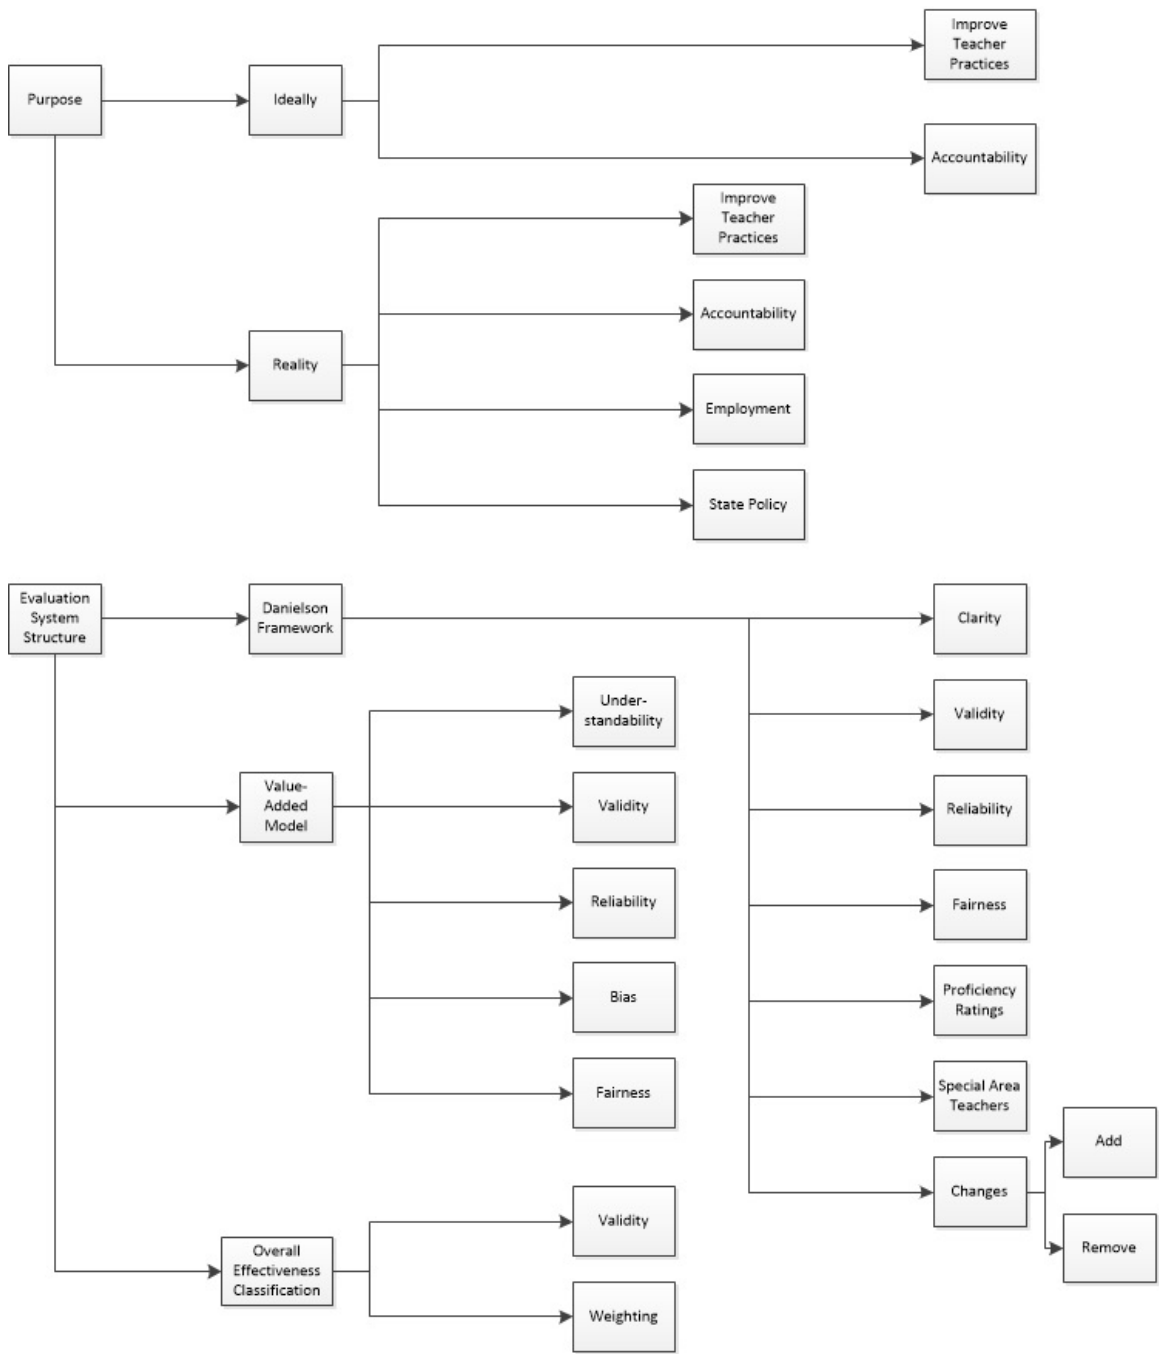 Improve
Teacher
Practices
Purpose
Ideally
Accountability
Improve
Teacher
Practices
Accountability
Reality
Employment
State Policy
Evaluation
System
Structure
Danielson
Framework
Clarity
Under-
standability
Validity
Value-
Added
Model
Validity
Reliability
Reliability
Fairness
Bias
Proficiency
Ratings
Fairness
Special Area
Teachers
Add
Changes
Validity
Remove
Overall
Effectiveness
Classification
Weighting